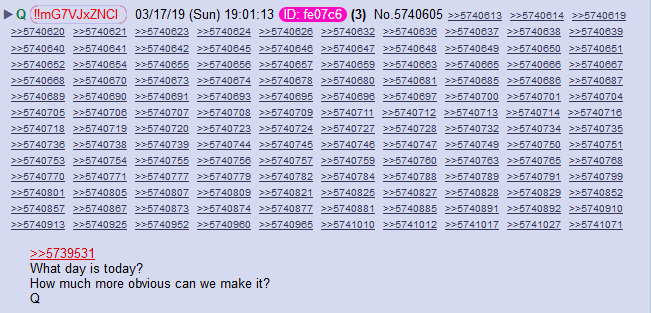 ▶ Q !!mG7VJxZNCI 03/17/19 (Sun) 19:01:13 ID: fe07c6 (3) No.5740605 >>5740613 >>5740614 >>5740619
>>5740620 >>5740621 >>5740623 >>5740624 >>5740626 >>5740632 >>5740636 >>5740637 >>5740638 >>5740639
>>5740640 >>5740641 >>5740642 >>5740644 >>5740646 >>5740647 >>5740648 >>5740649 >>5740650 >>5740651
>>5740652 >>5740654 >>5740655 >>5740656 >>5740657 >>5740659 >>5740663 >>5740665 >>5740666 >>5740667
>>5740668 >>5740670 >>5740673 >>5740674 >>5740678 >>5740680 >>5740681 >>5740685 >>5740686 >>5740687
>>5740689 >>5740690 >>5740691 >>5740693 >>5740695 >>5740696 >>5740697 >>5740700 >>5740701 >>5740704
>>5740705 >>5740706 >>5740707 >>5740708 >>5740709 >>5740711 >>5740712 >>5740713 >>5740714 >>5740716
>>5740718 >>5740719 >>5740720 >>5740723 >>5740724 >>5740727 >>5740728 >>5740732 >>5740734 >>5740735
>>5740736 >>5740738 >>5740739 >>5740744 >>5740745 >>5740746 >>5740747 >>5740749 >>5740750 >>5740751
>>5740753 >>5740754 >>5740755 >>5740756 >>5740757 >>5740759 >>5740760 >>5740763 >>5740765 >>5740768
>>5740770 >>5740771 >>5740777 >>5740779 >>5740782 >>5740784 >>5740788 >>5740789 >>5740791 >>5740799
>>5740801 >>5740805 >>5740807 >>5740809 >>5740821 >>5740825 >>5740827 >>5740828 >>5740829 >>5740852
>>5740857 >>5740867 >>5740873 >>5740874 >>5740877 >>5740881 >>5740885 >>5740891 >>5740892 >>5740910
>>5740913 >>5740925 >>5740952 >>5740960 >>5740965 >>5741010 >>5741012 >>5741017 >>5741027 >>5741071
>>5739531
What day is today?
How much more obvious can we make it?
Q